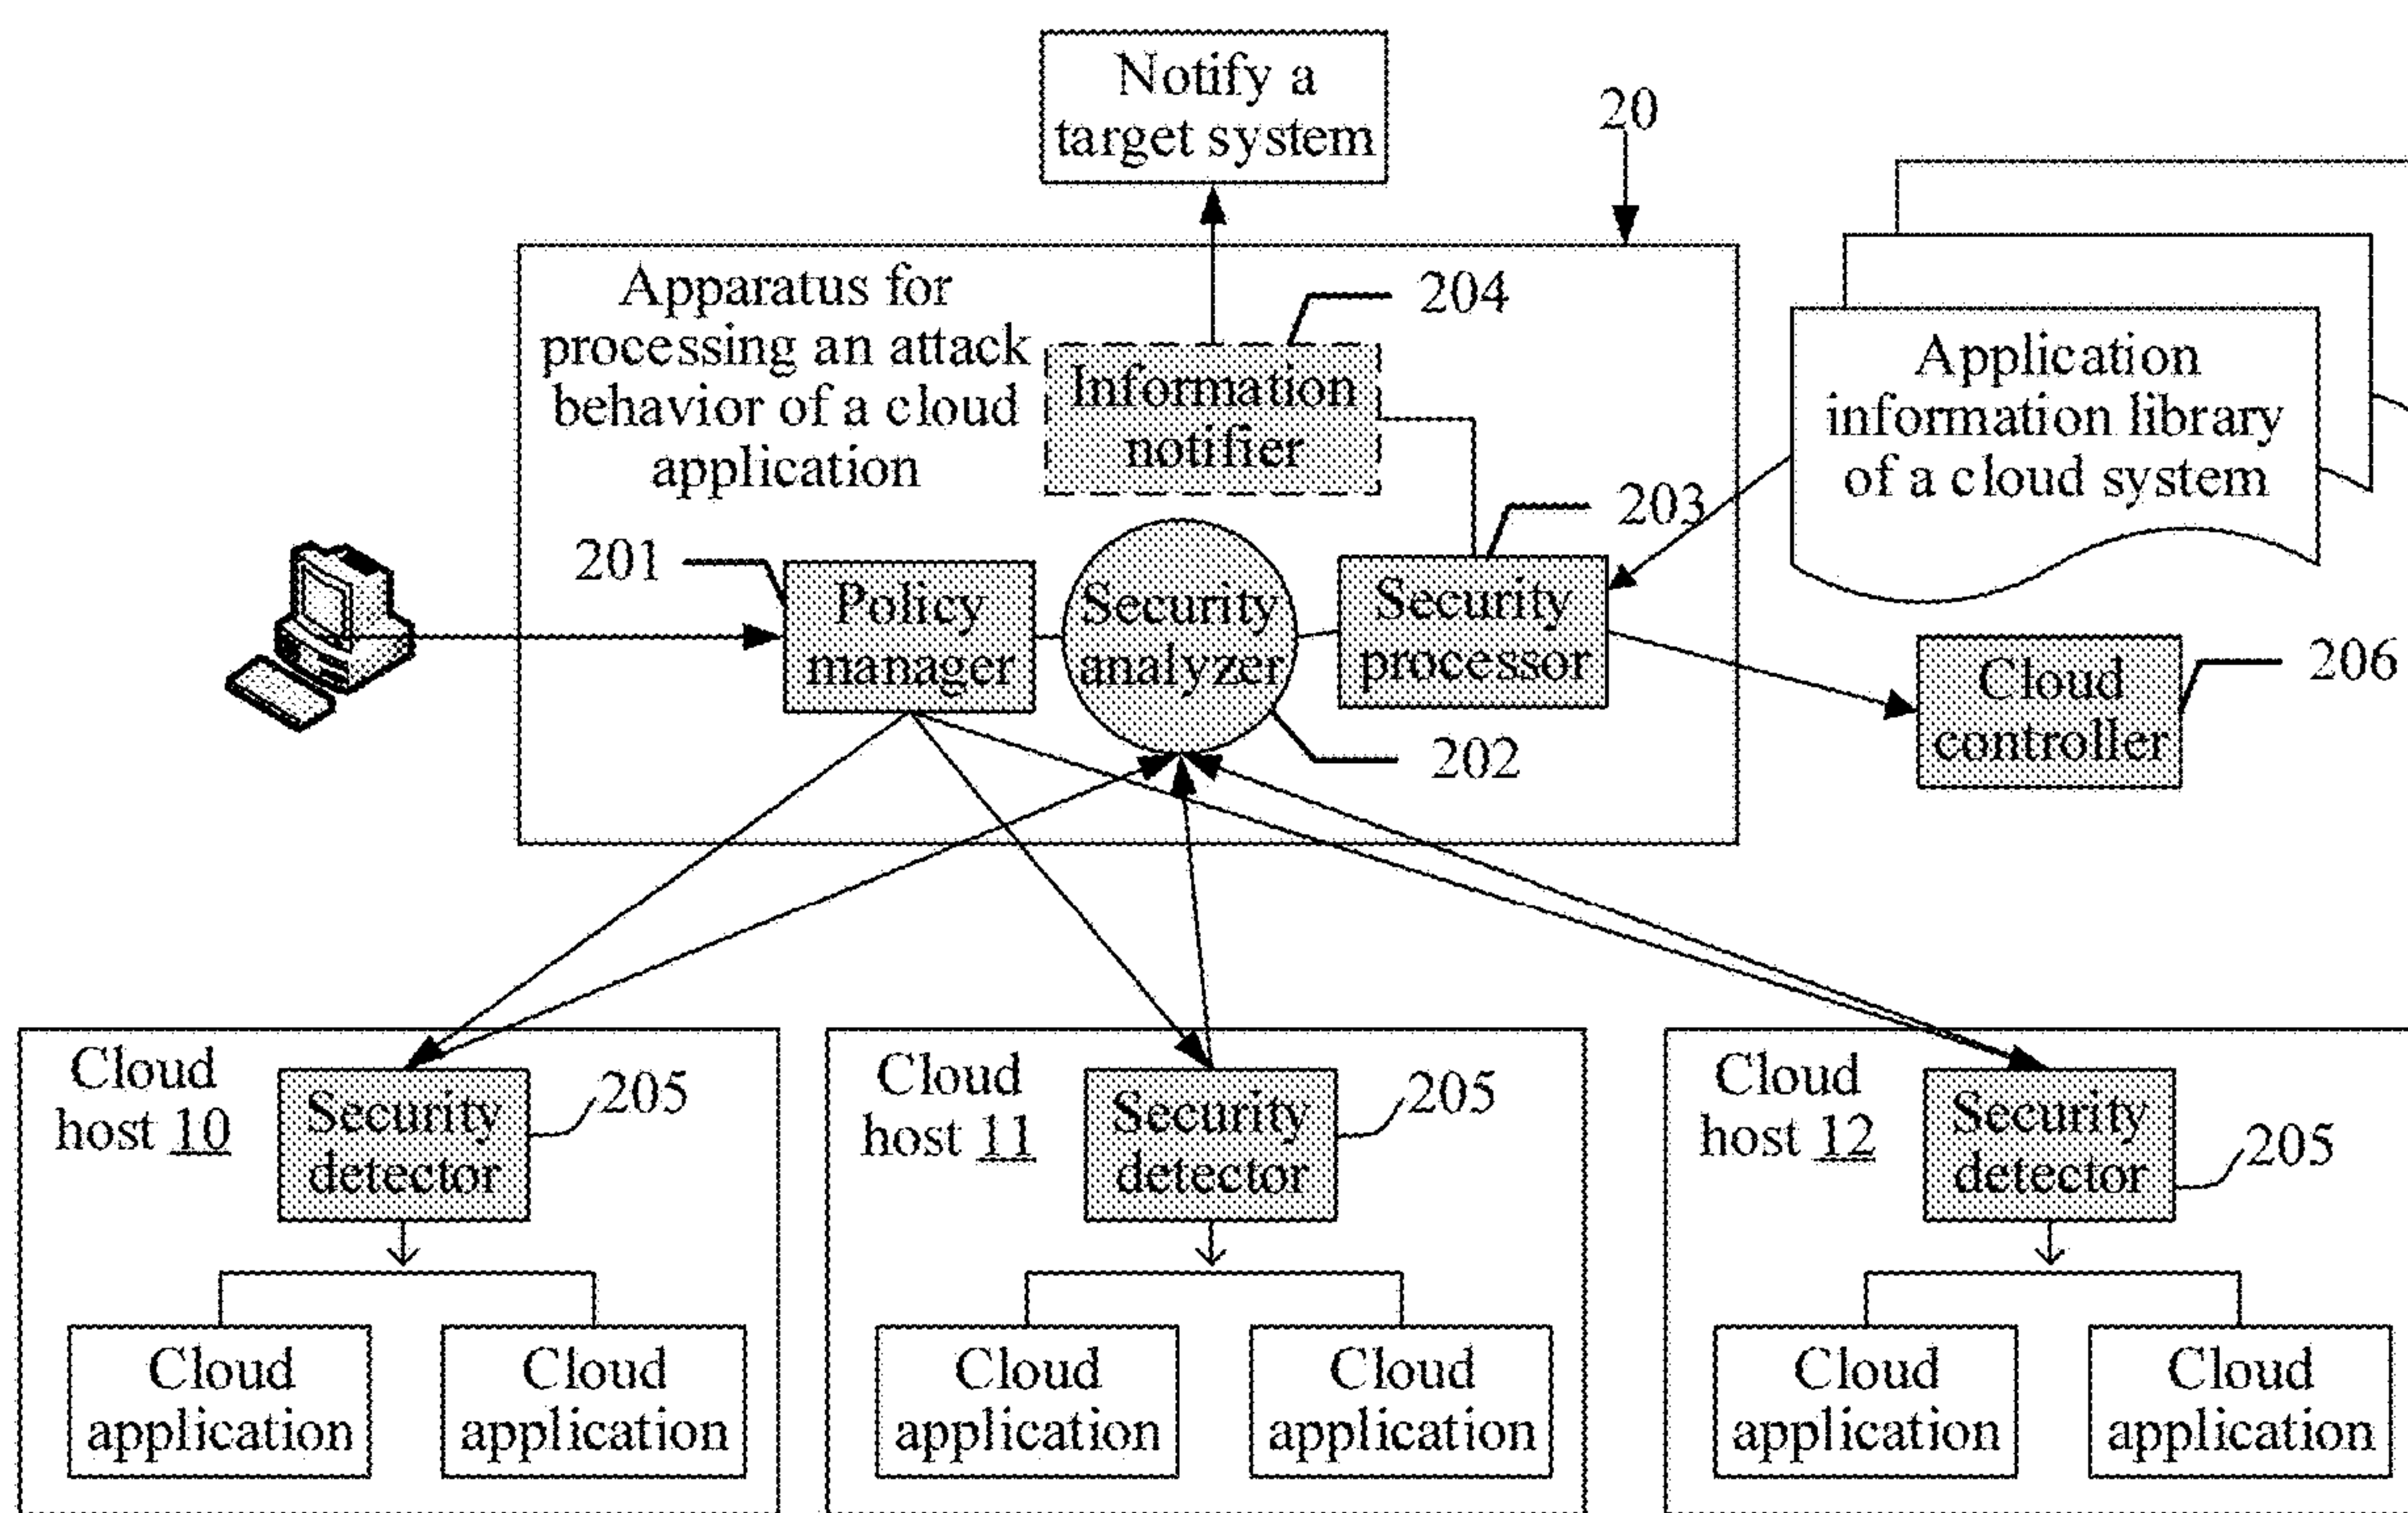 Notify a
target system
20
Apparatus for
processing an attack
behavior of a cloud
application
204
Information
notifier
Application
information library
of a cloud system
203
201
Policy
manager
Security
analyzer
Security
processor
202
Cloud
controller
206
Cloud
host 10
Security
detector
205
Cloud
application
Cloud
application
Cloud
host 11
Security
detector
205
Cloud
application
Cloud
application
Cloud
host 12
Security
detector
205
Cloud
application
Cloud
application